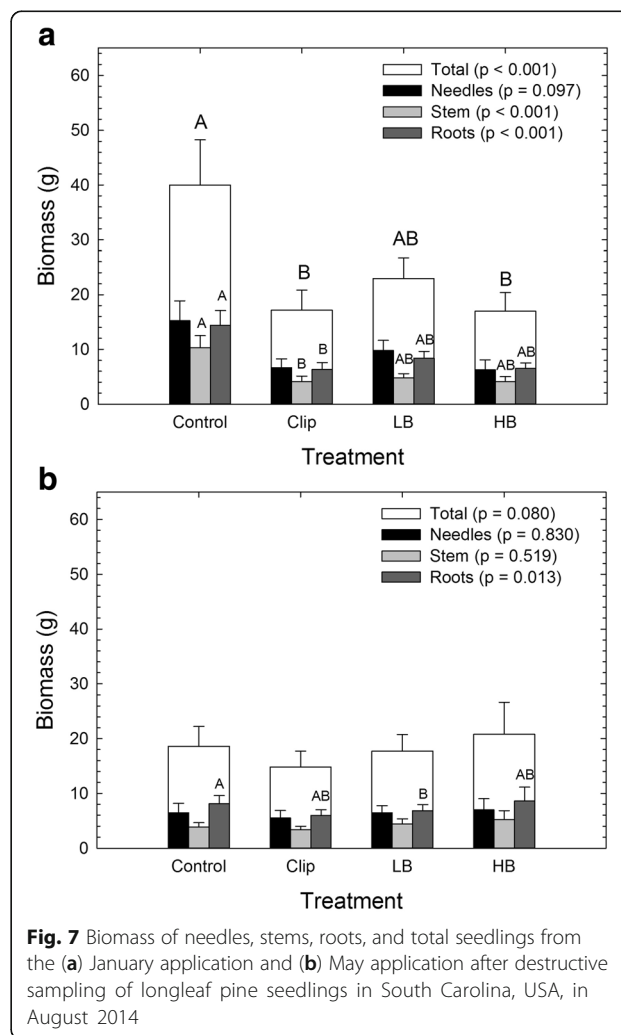 a
60
50
40
30
20
10
0
Biomass (g)
Total (p < 0.001)
Needles (p = 0.097)
Stem (p < 0.001)
Roots (p < 0.001)
A
A
A
B
B
B
AB
AB
AB
B
AB
AB
Control Clip LB HB
Treatment
b
60
50
40
30
20
10
0
Biomass (g)
Total (p = 0.080)
Needles (p = 0.830)
Stem (p = 0.519)
Roots (p = 0.013)
A
AB
B
AB
Control Clip LB HB
Treatment
Fig. 7 Biomass of needles, stems, roots, and total seedlings from
the (a) January application and (b) May application after destructive
sampling of longleaf pine seedlings in South Carolina, USA, in
August 2014